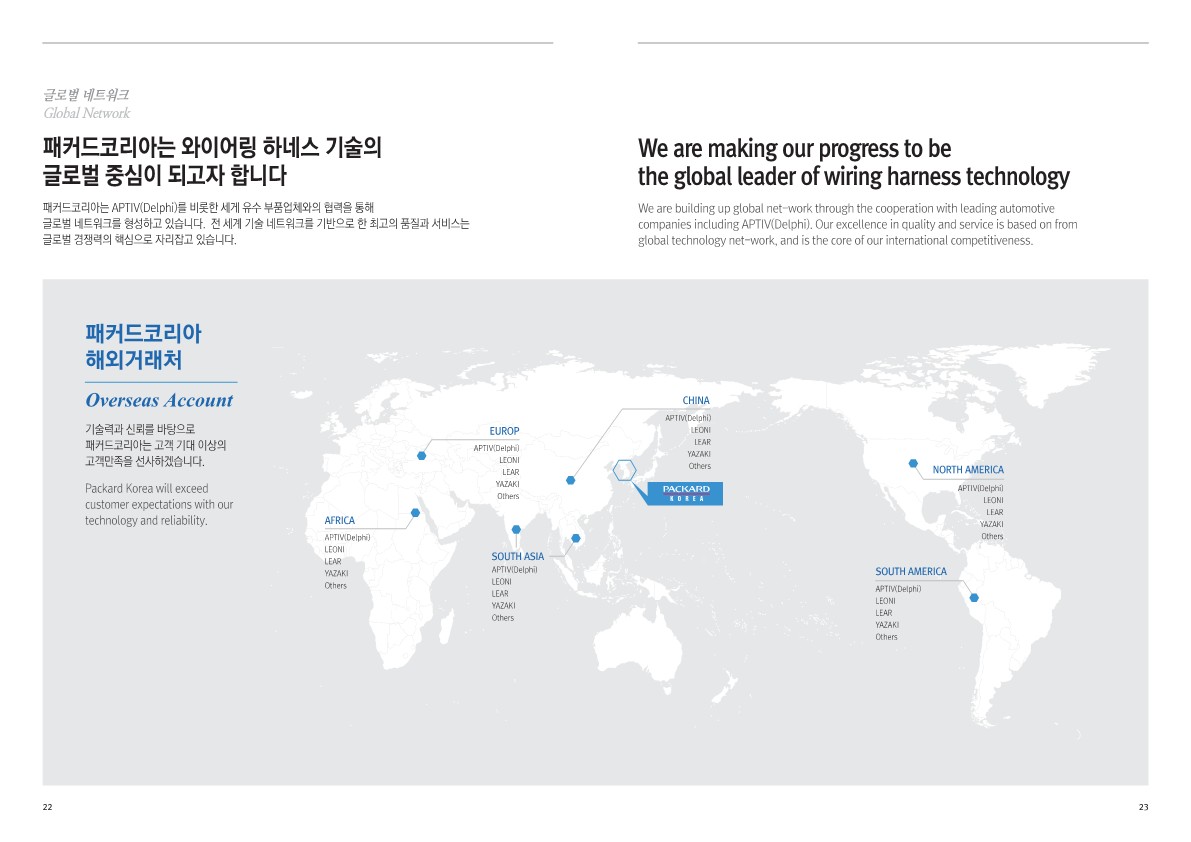 글로벌 네트워크
Global Network
패커드코리아는 와이어링 하네스 기술의
글로벌 중심이 되고자 합니다
패커드코리아는 APTIV(Delphi)를 비롯한 세계 유수 부품업체와의 협력을 통해
글로벌 네트워크를 형성하고 있습니다. 전 세계 기술 네트워크를 기반으로 한 최고의 품질과 서비스는
글로벌 경쟁력의 핵심으로 자리잡고 있습니다.
We are making our progress to be
the global leader of wiring harness technology
We are building up global net-work through the cooperation with leading automotive
companies including APTIV(Delphi). Our excellence in quality and service is based on from
global technology net-work, and is the core of our international competitiveness.
패커드코리아
해외거래처
Overseas Account
기술력과 신뢰를 바탕으로
패커드코리아는 고객 기대 이상의
고객만족을 선사하겠습니다.
Packard Korea will exceed
customer expectations with our
technology and reliability.
EUROP
APTIV(Delphi)
LEONI
LEAR
YAZAKI
Others
CHINA
APTIV(Delphi)
LEONI
LEAR
YAZAKI
Others
PACKARD
KOREA
NORTH AMERICA
APTIV(Delphi)
LEONI
LEAR
YAZAKI
Others
AFRICA
APTIV(Delphi)
LEONI
LEAR
YAZAKI
Others
SOUTH ASIA
APTIV(Delphi)
LEONI
LEAR
YAZAKI
Others
SOUTH AMERICA
APTIV(Delphi)
LEONI
LEAR
YAZAKI
Others
22
23